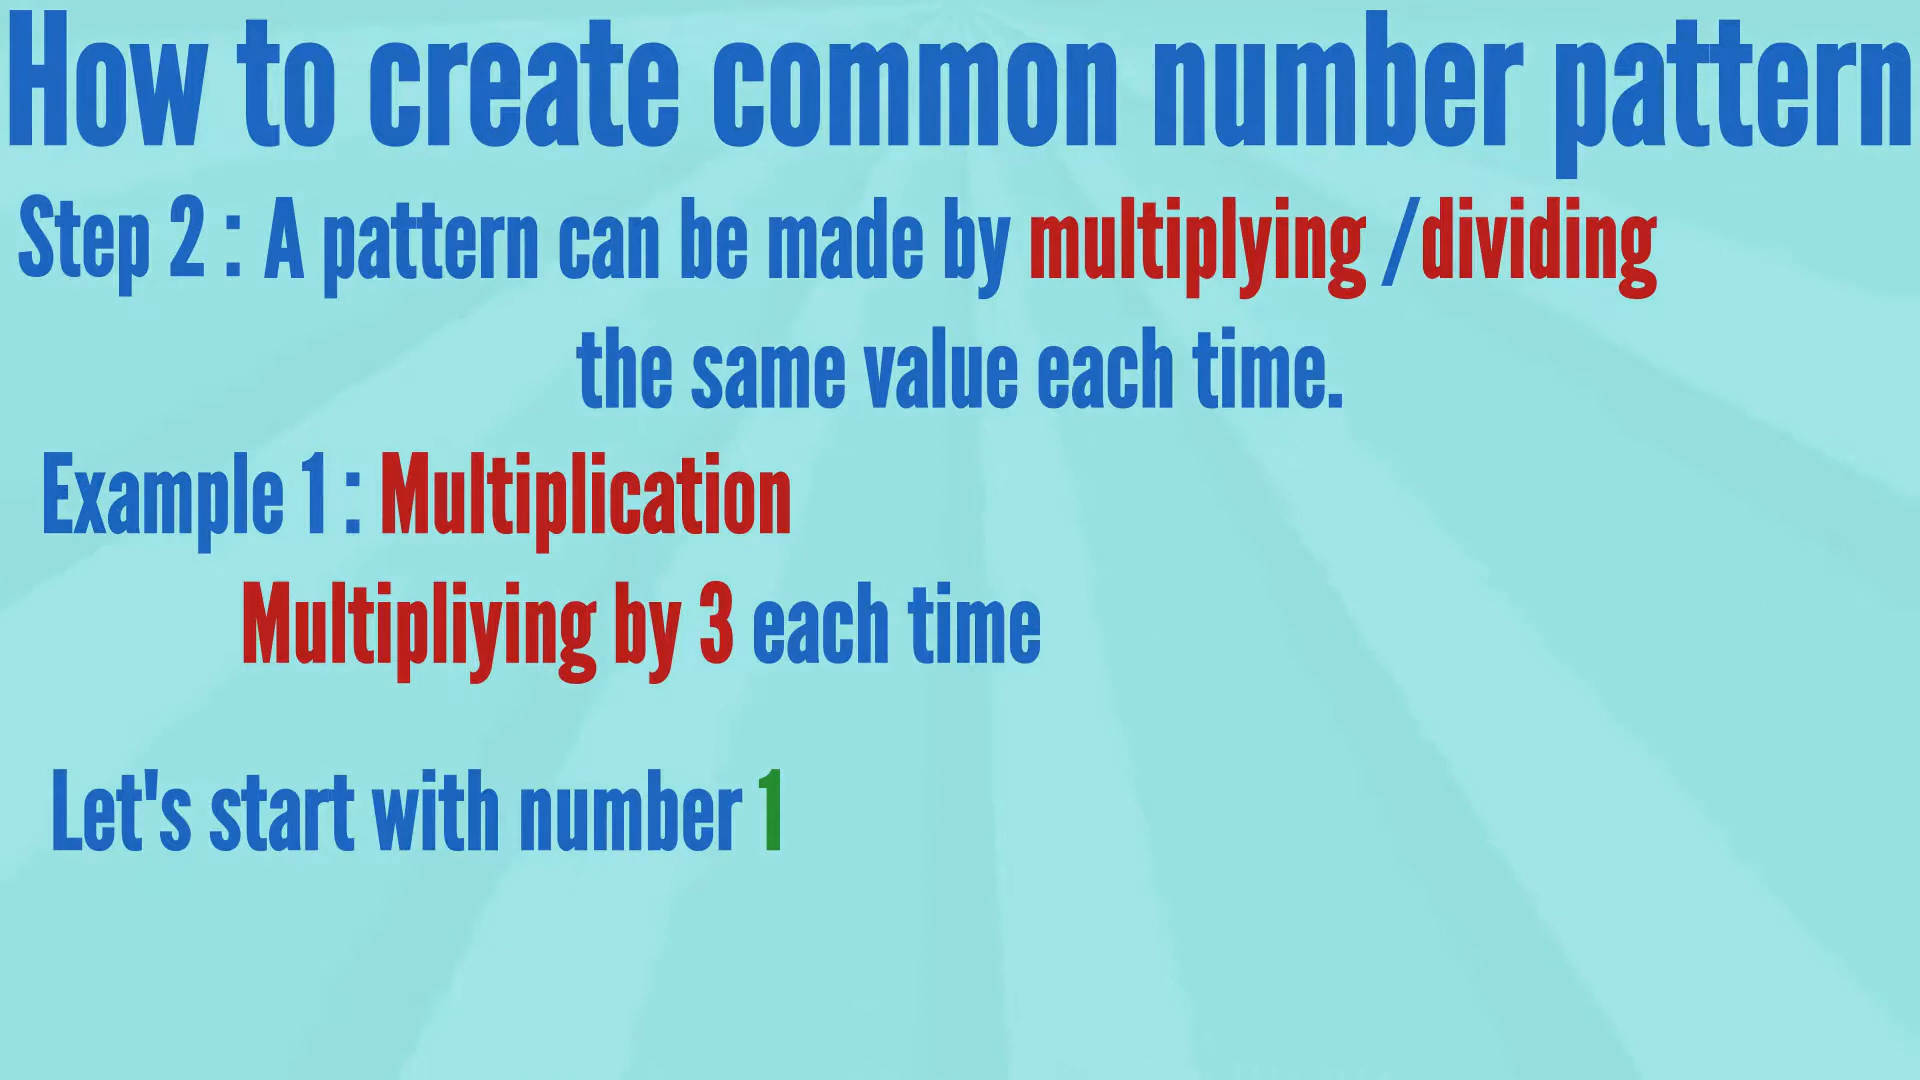 How to create common number pattern
Step 2 : A pattern can be made by multiplying /dividing
the same value each time.
Example 1 : Multiplication
Multipliying by 3 each time
Let's start with number 1